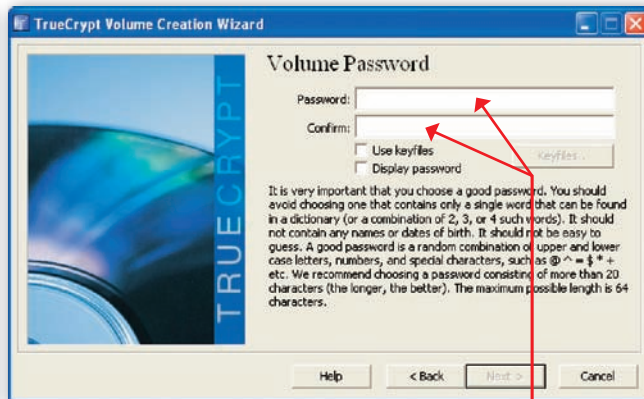 TrueCrypt Volume Creation Wizard
TRUECRYPT
Volume Password
Password:
Confirm:
Use keyfiles
Keyfiles...
Display password
It is very important that you choose a good password. You should
avoid choosing one that contains only a single word that can be found
in a dictionary (or a combination of 2, 3, or 4 such words). It should
not contain any names or dates of birth. It should not be easy to
guess. A good password is a random combination of upper and lower
case letters, numbers, and special characters, such as @ ^ = $ * +
etc. We recommend choosing a password consisting of more than 20
characters (the longer, the better). The maximum possible length is 64
characters.
Help
< Back
Next >
Cancel